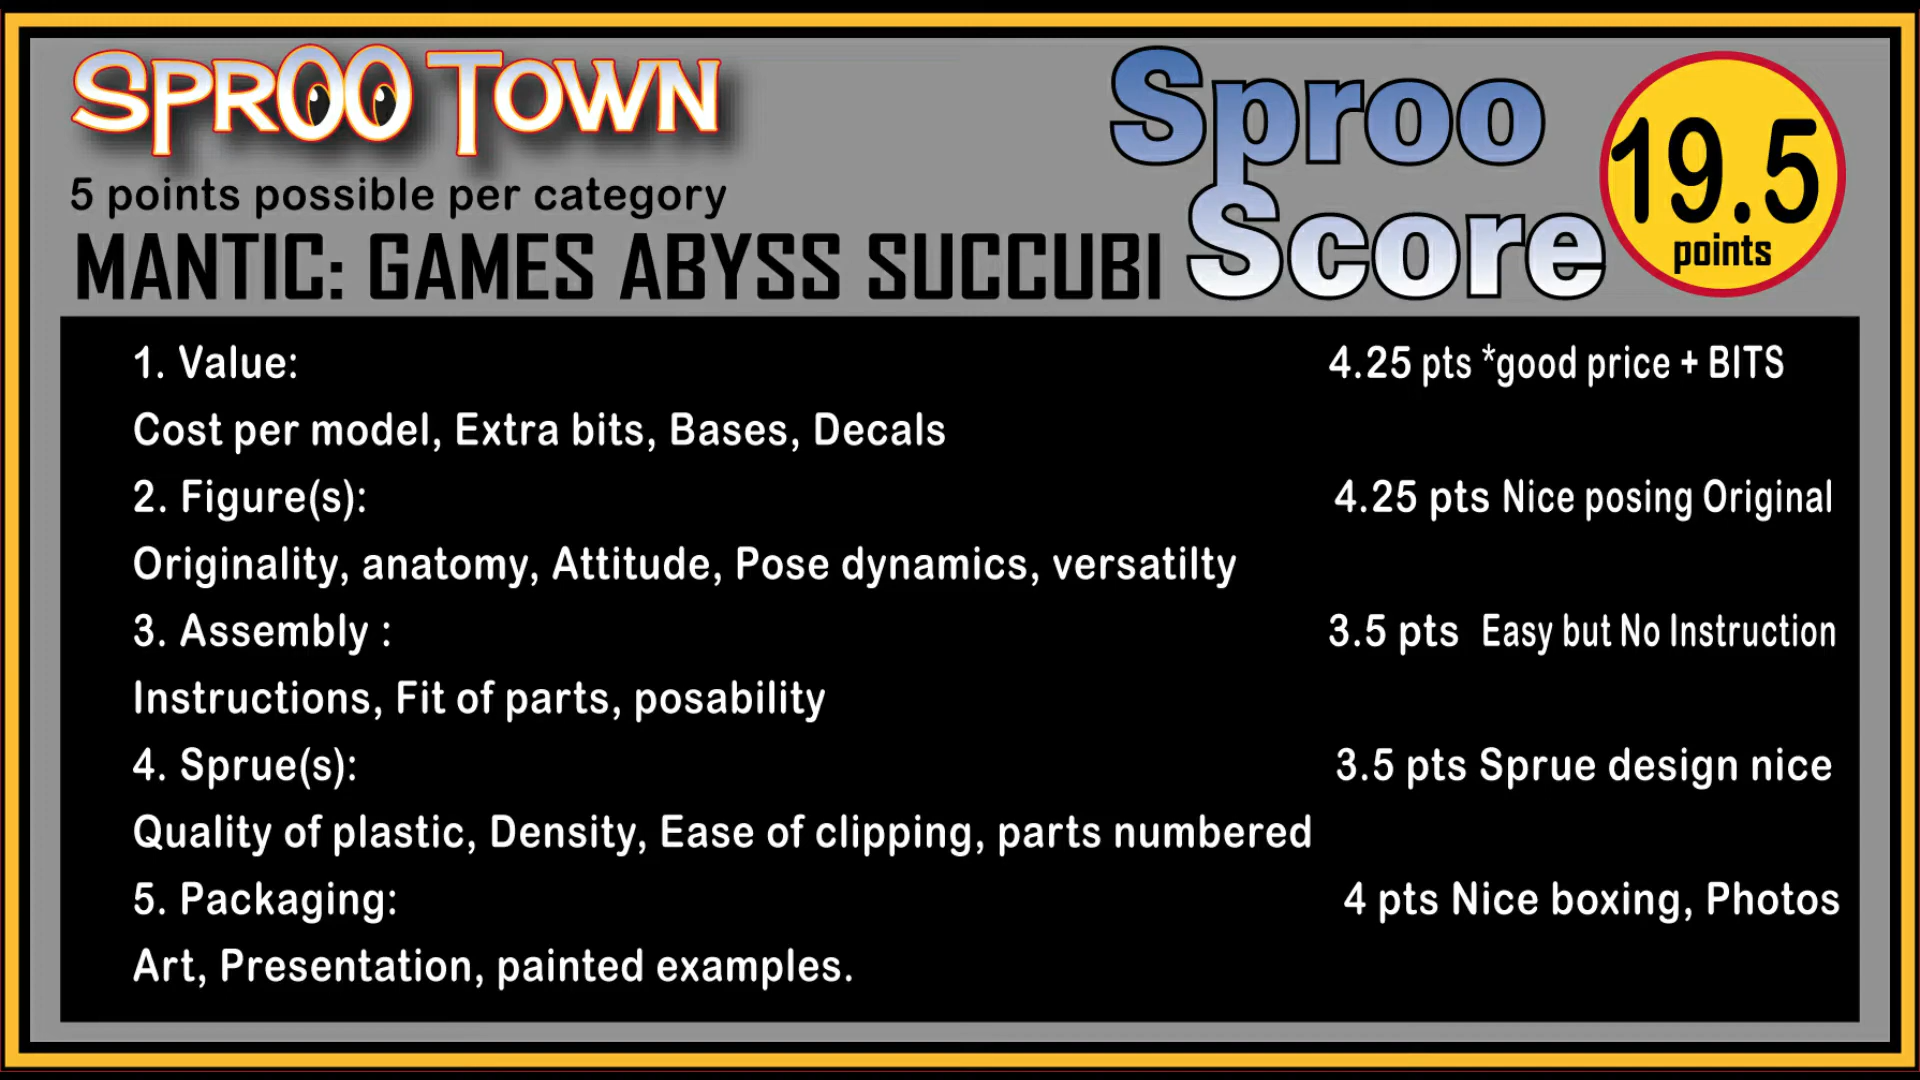 SPROO TOWN
5 points possible per category
MANTIC: GAMES ABYSS SUCCUBI
Sproo
Score
19.5
points
1. Value: 4.25 pts *good price + BITS
Cost per model, Extra bits, Bases, Decals
2. Figure(s): 4.25 pts Nice posing Original
Originality, anatomy, Attitude, Pose dynamics, versatilty
3. Assembly : 3.5 pts Easy but No Instruction
Instructions, Fit of parts, posability
4. Sprue(s): 3.5 pts Sprue design nice
Quality of plastic, Density, Ease of clipping, parts numbered
5. Packaging: 4 pts Nice boxing, Photos
Art, Presentation, painted examples.